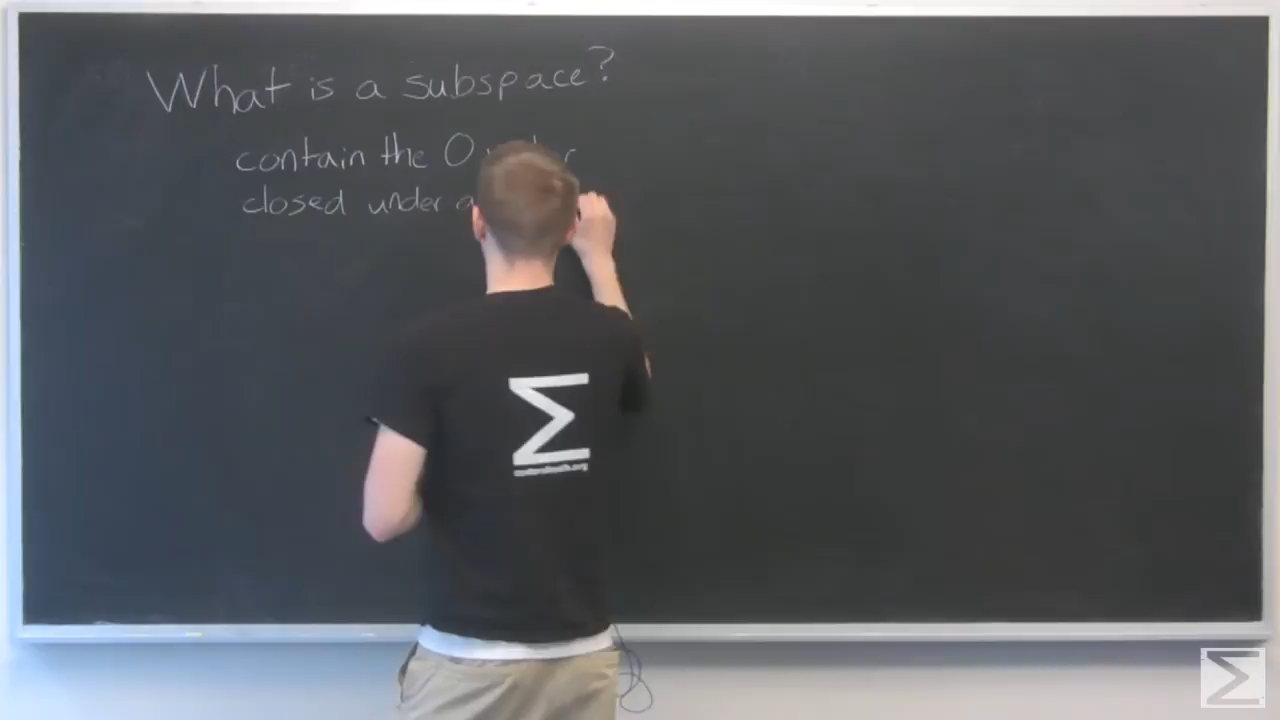 What is a subspace?
contain the 0
closed under
Σ
Σ